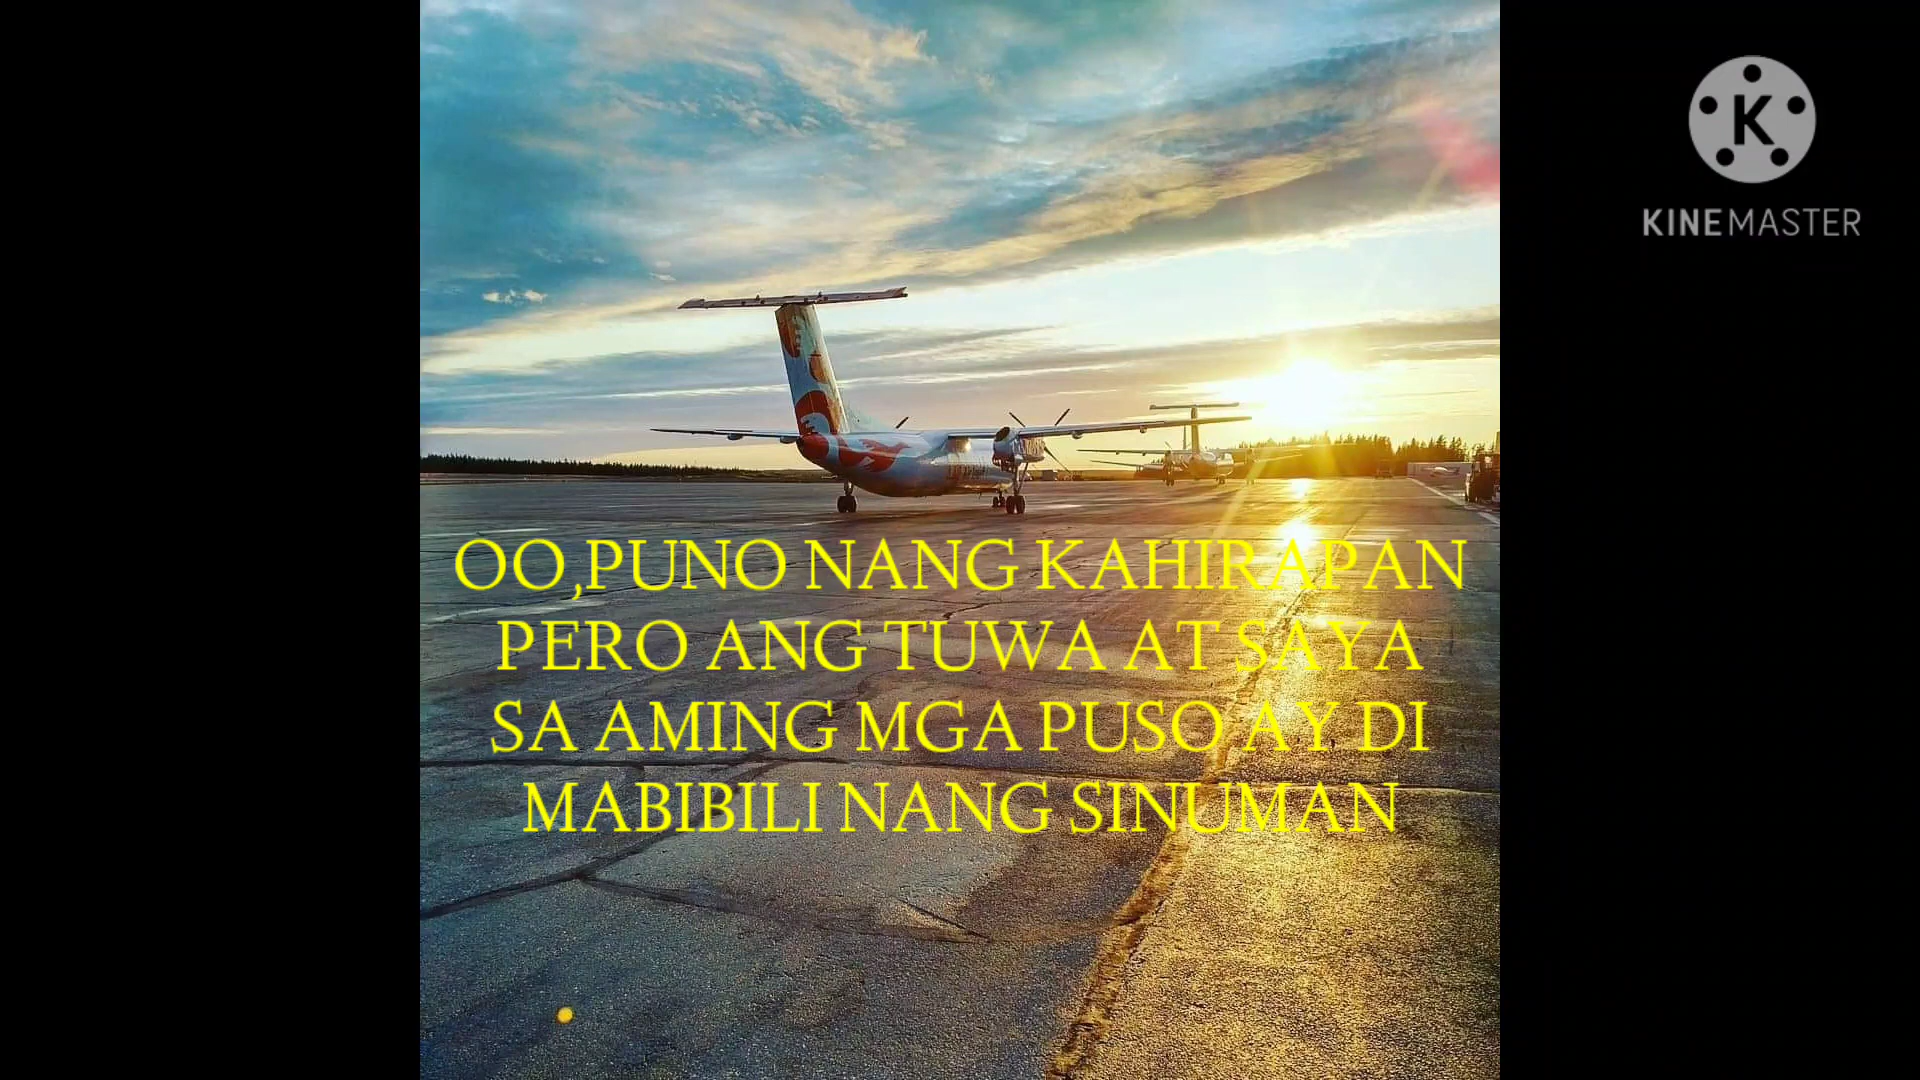 K
KINEMASTER
OO,PUNO NANG KAHIRAPAN
PERO ANG TUWA AT SAYA
SA AMING MGA PUSO AY DI
MABIBILI NANG SINUMAN